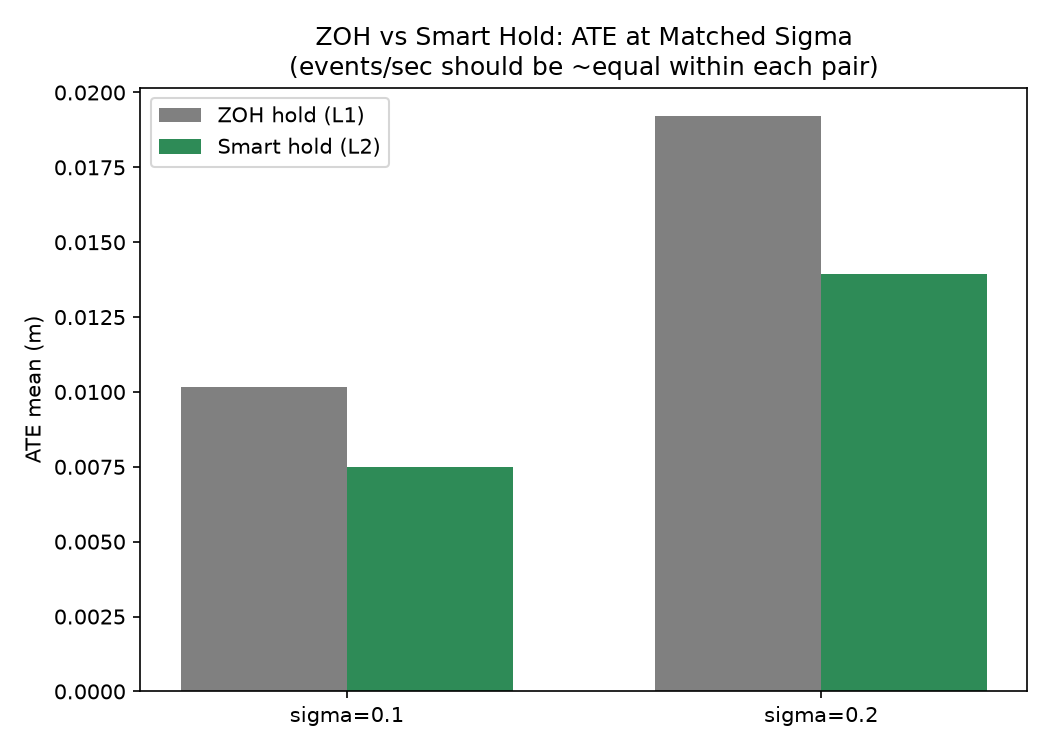 ZOH vs Smart Hold: ATE at Matched Sigma
(events/sec should be ~equal within each pair)
ZOH hold (L1)
Smart hold (L2)
ATE mean (m)
0.0200
0.0175
0.0150
0.0125
0.0100
0.0075
0.0050
0.0025
0.0000
sigma=0.1
sigma=0.2